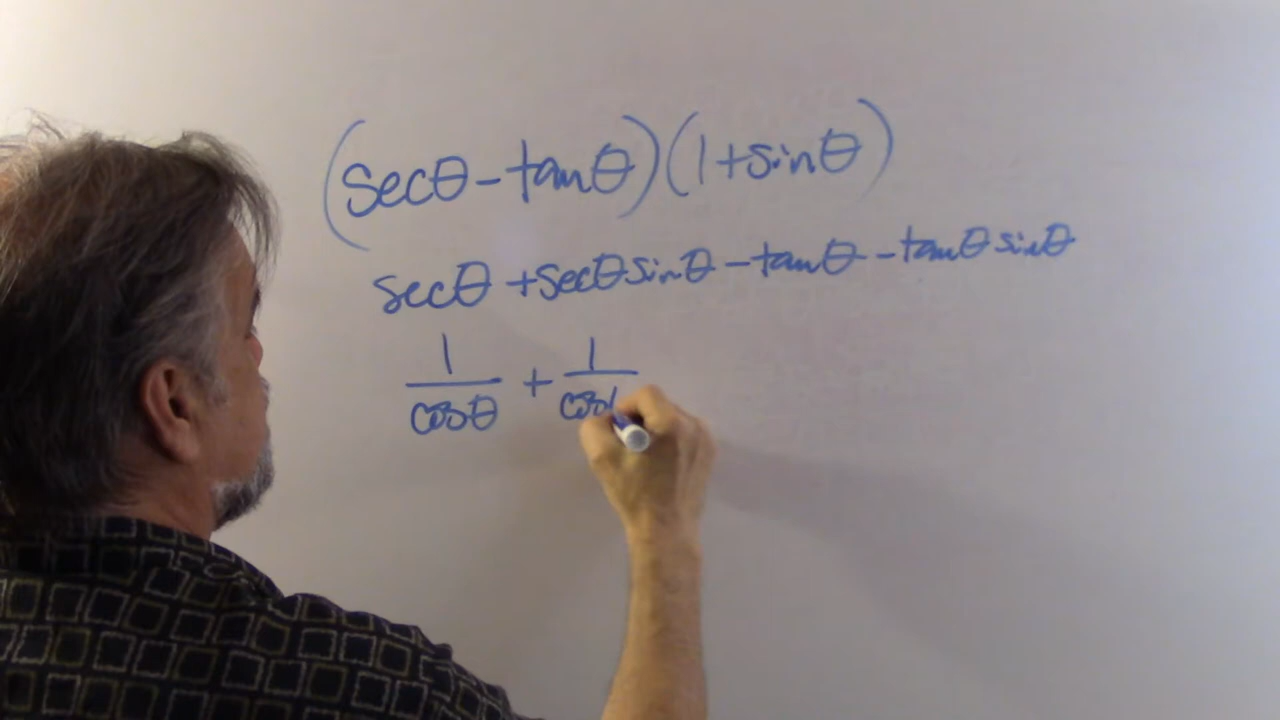 (secθ - tanθ)(1 + sinθ)
secθ + secθ sinθ - tanθ - tanθ sinθ
1/cosθ + 1/cos